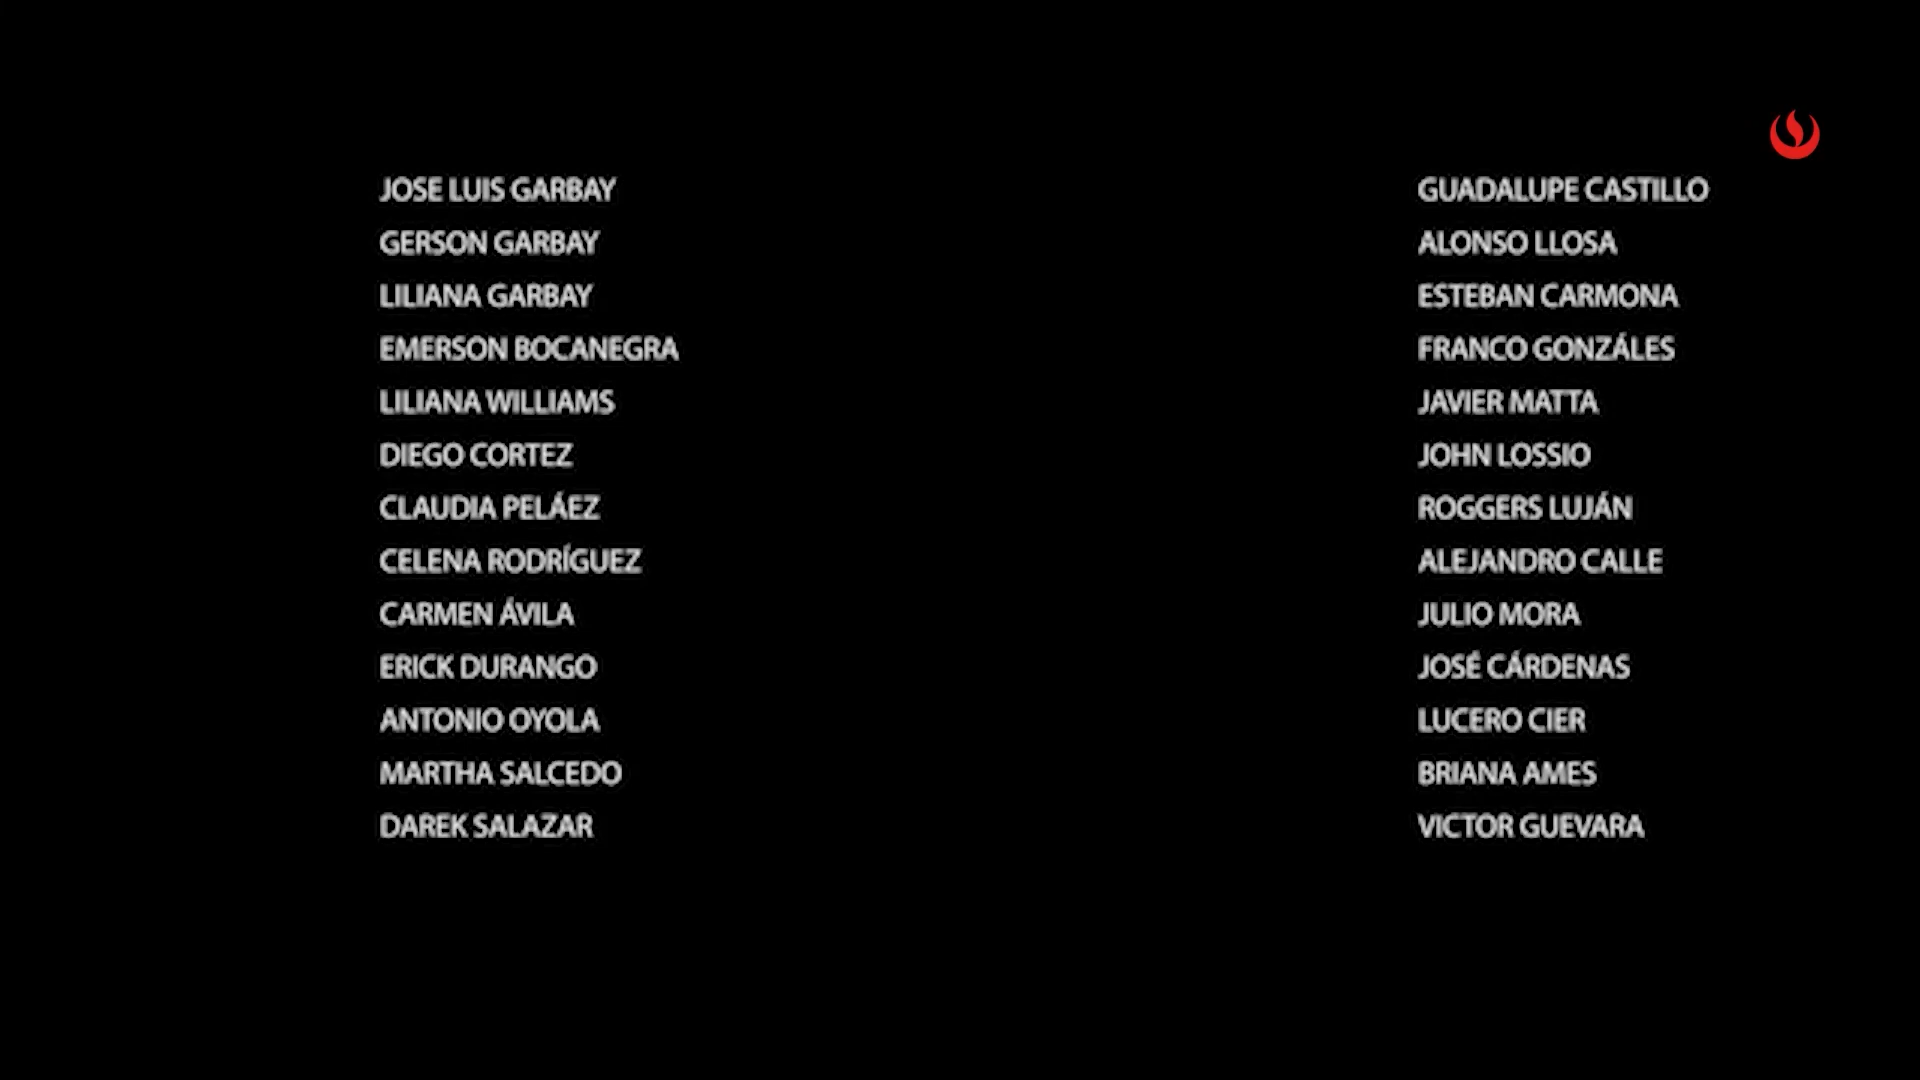 JOSE LUIS GARBAY
GERSON GARBAY
LILIANA GARBAY
EMERSON BOCANEGRA
LILIANA WILLIAMS
DIEGO CORTEZ
CLAUDIA PELÁEZ
CELENA RODRÍGUEZ
CARMEN ÁVILA
ERICK DURANGO
ANTONIO OYOLA
MARTHA SALCEDO
DAREK SALAZAR
GUADALUPE CASTILLO
ALONSO LLOSA
ESTEBAN CARMONA
FRANCO GONZÁLES
JAVIER MATTA
JOHN LOSSIO
ROGGERS LUJÁN
ALEJANDRO CALLE
JULIO MORA
JOSÉ CÁRDENAS
LUCERO CIER
BRIANA AMES
VICTOR GUEVARA